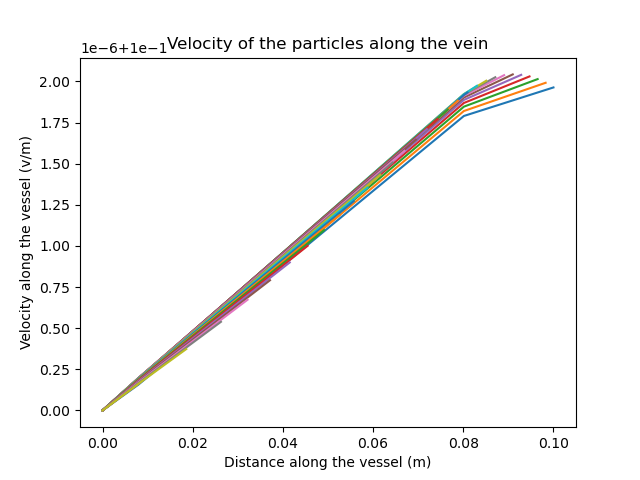 Velocity of the particles along the vein
1e−6+1e−1
2.00
1.75
1.50
1.25
1.00
0.75
0.50
0.25
0.00
Velocity along the vessel (v/m)
0.00 0.02 0.04 0.06 0.08 0.10
Distance along the vessel (m)